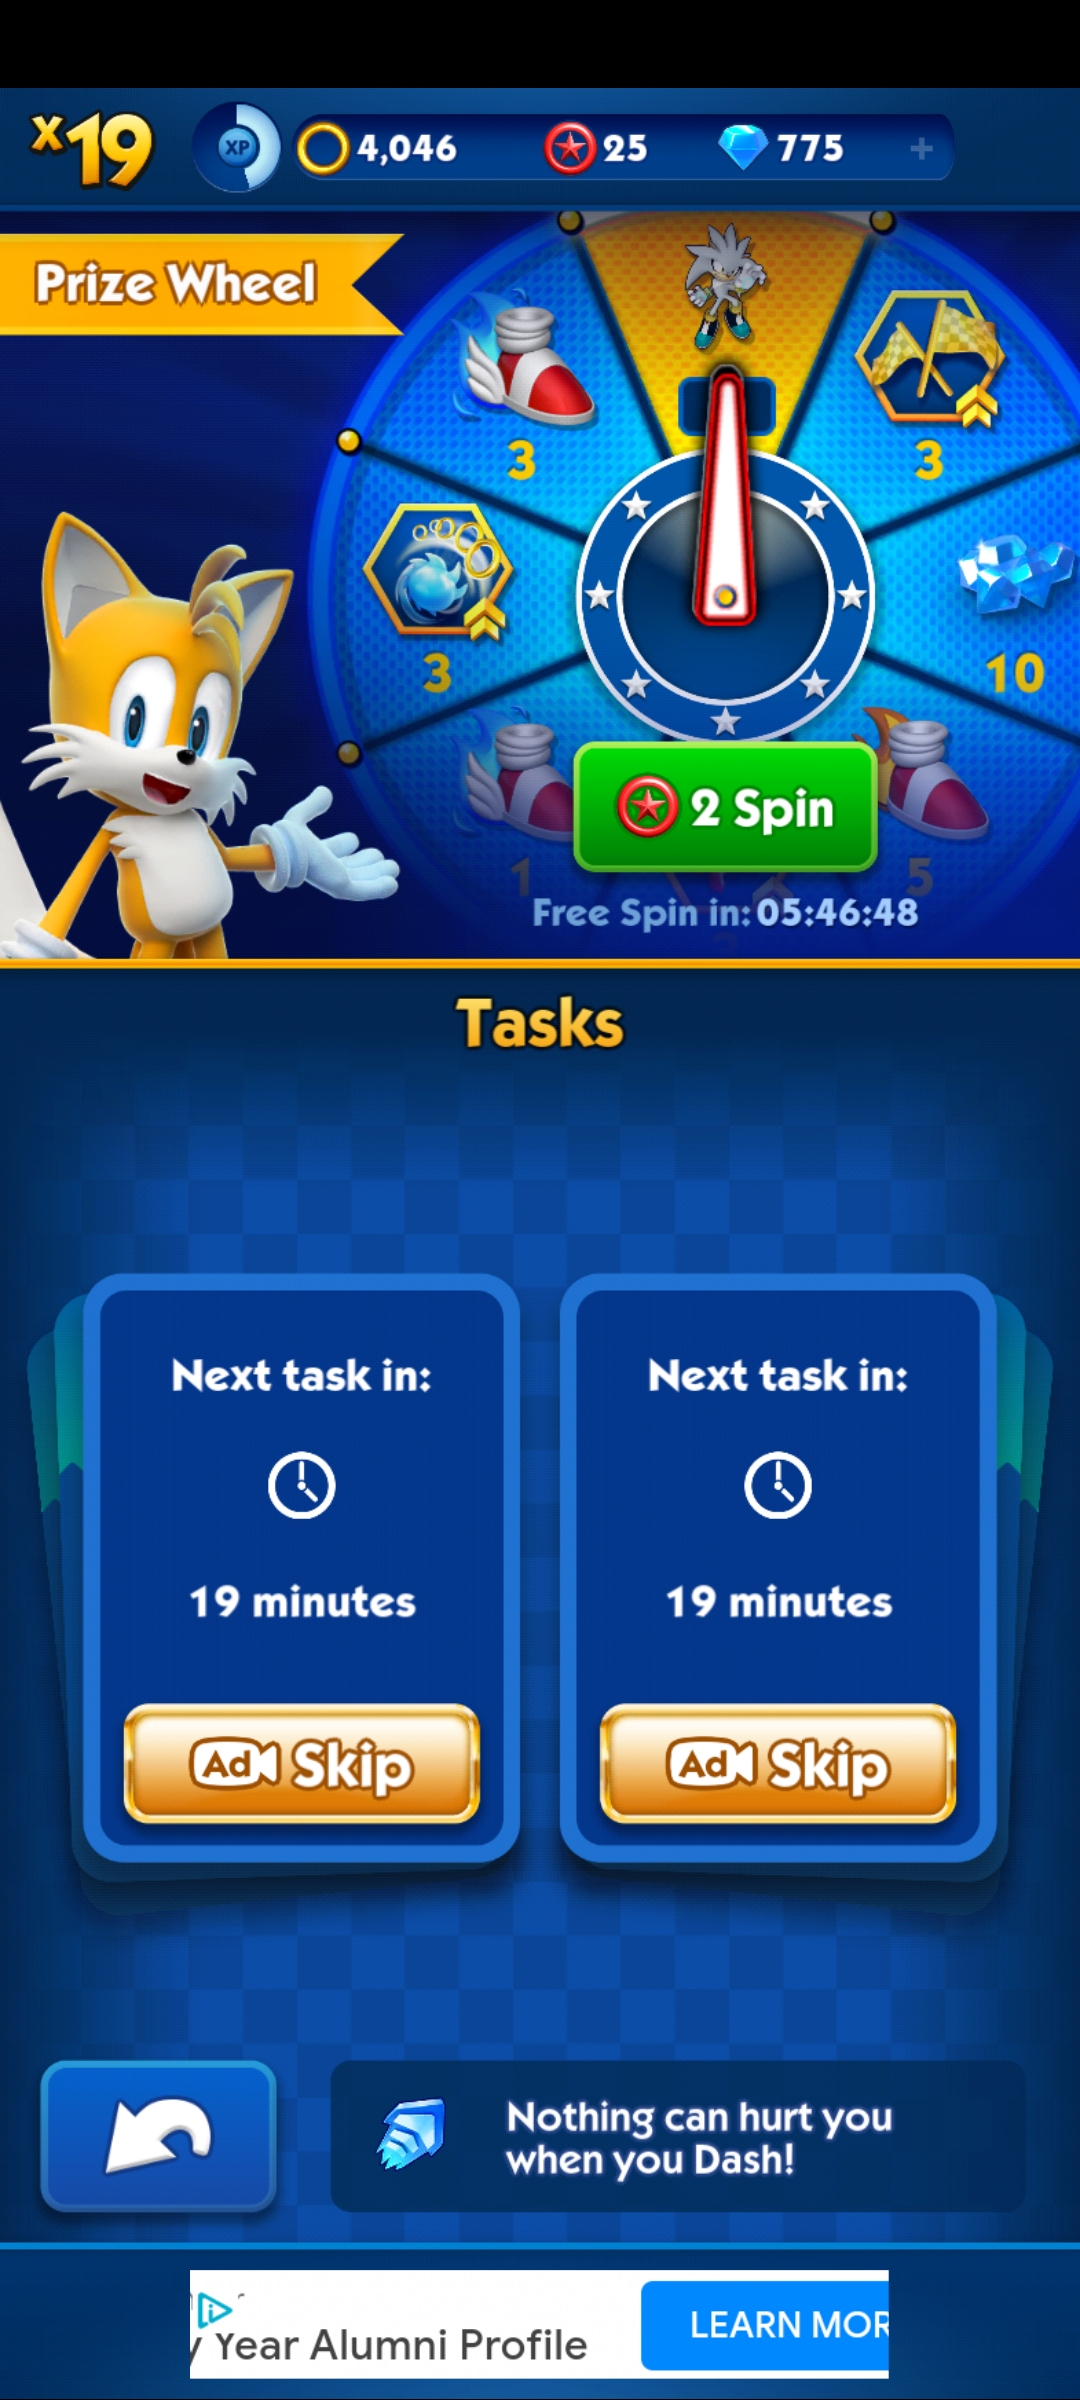 x19
XP
4,046
25
775
Prize Wheel
3
3
3
10
2 Spin
1
5
Free Spin in: 05:46:48
Tasks
Next task in:
Next task in:
19 minutes
19 minutes
Ad Skip
Ad Skip
Nothing can hurt you
when you Dash!
Year Alumni Profile
LEARN MOR